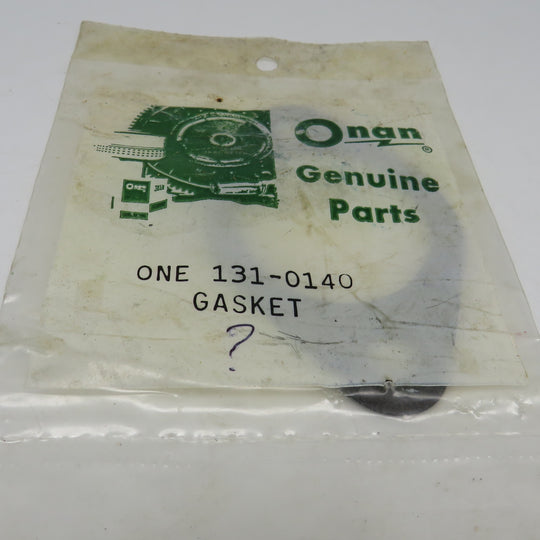 Onan®
Genuine
Parts
ONE 131-0140
GASKET
?